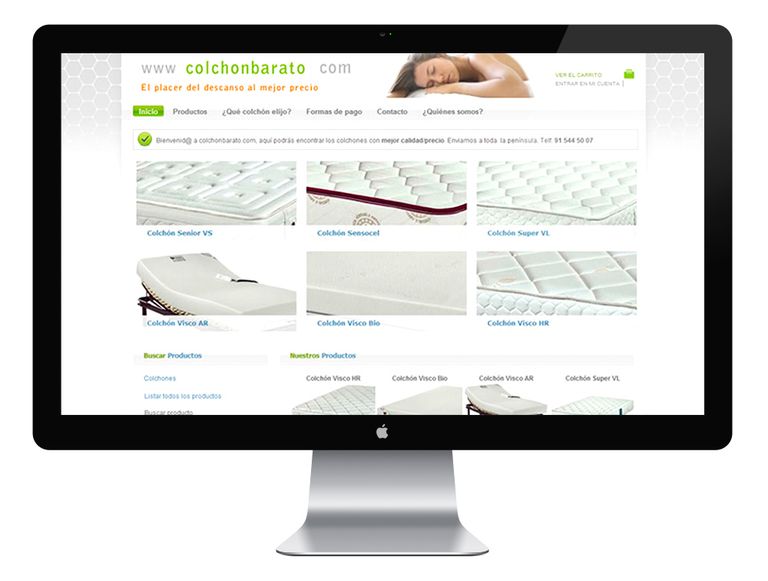 www colchonbarato com
El placer del descanso al mejor precio
VER EL CARRITO
ENTRAR EN MI CUENTA |
Inicio Productos ¿Qué colchón elijo? Formas de pago Contacto ¿Quiénes somos?
Bienvenid@ a colchonbarato.com, aquí podrás encontrar los colchones con mejor calidad/precio. Enviamos a toda la península. Telf: 91 544 50 07.
Colchón Senior VS Colchón Sensocel Colchón Super VL
Colchón Visco AR Colchón Visco Bio Colchón Visco HR
Buscar Productos Nuestros Productos
Colchones Colchón Visco HR Colchón Visco Bio Colchón Visco AR Colchón Super VL
Listar todos los productos
Buscar producto